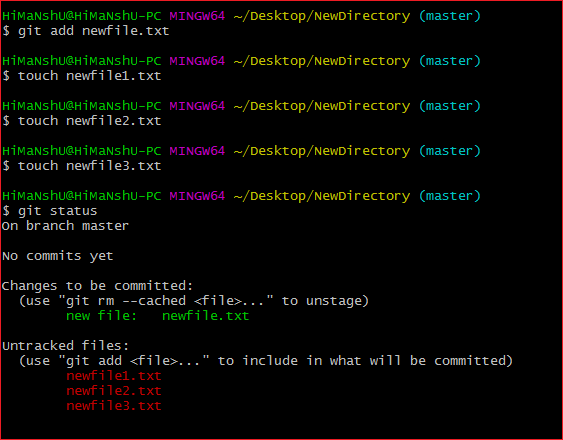 HiMaNshU@HiMaNShU-PC MINGW64 ~/Desktop/NewDirectory (master)
$ git add newfile.txt
HiMaNshU@HiMaNShU-PC MINGW64 ~/Desktop/NewDirectory (master)
$ touch newfile1.txt
HiMaNshU@HiMaNShU-PC MINGW64 ~/Desktop/NewDirectory (master)
$ touch newfile2.txt
HiMaNshU@HiMaNShU-PC MINGW64 ~/Desktop/NewDirectory (master)
$ touch newfile3.txt
HiMaNshU@HiMaNShU-PC MINGW64 ~/Desktop/NewDirectory (master)
$ git status
On branch master
No commits yet
Changes to be committed:
  (use "git rm --cached <file>..." to unstage)
        new file:   newfile.txt
Untracked files:
  (use "git add <file>..." to include in what will be committed)
        newfile1.txt
        newfile2.txt
        newfile3.txt